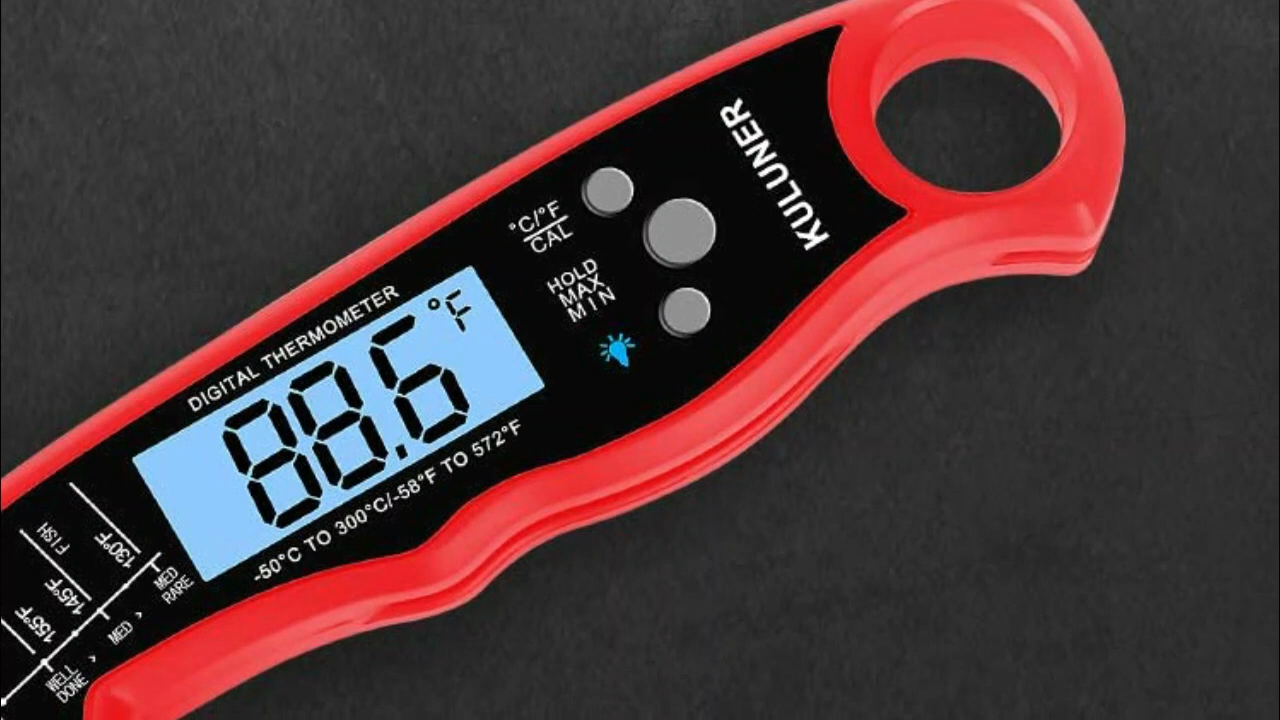 KULUNER
°C/°F
CAL
HOLD
MAX
MIN
DIGITAL THERMOMETER
88.6 °F
-50°C TO 300°C/-58°F TO 572°F
130°F
FISH
MED
RARE
145°F
MED >
155°F
>
WELL
DONE